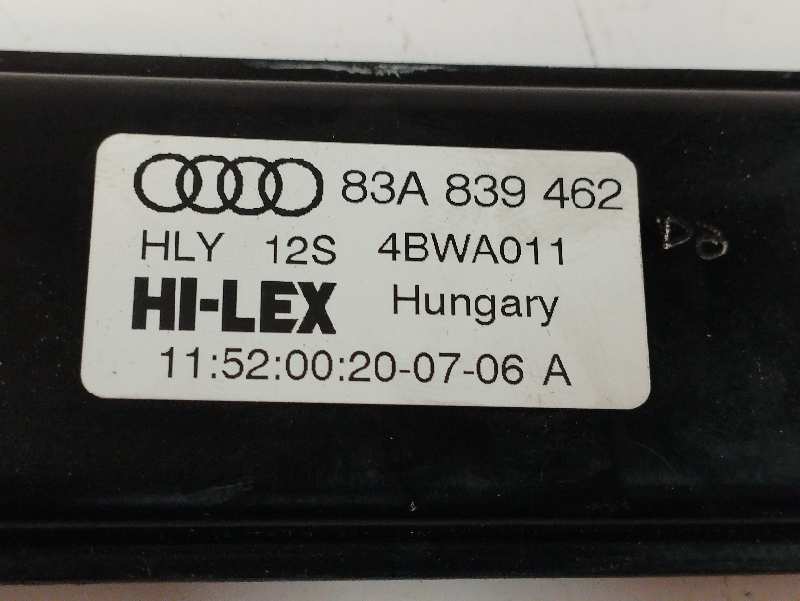 83A 839 462
HLY 12S 4BWA011
HI-LEX Hungary
11:52:00:20-07-06 A